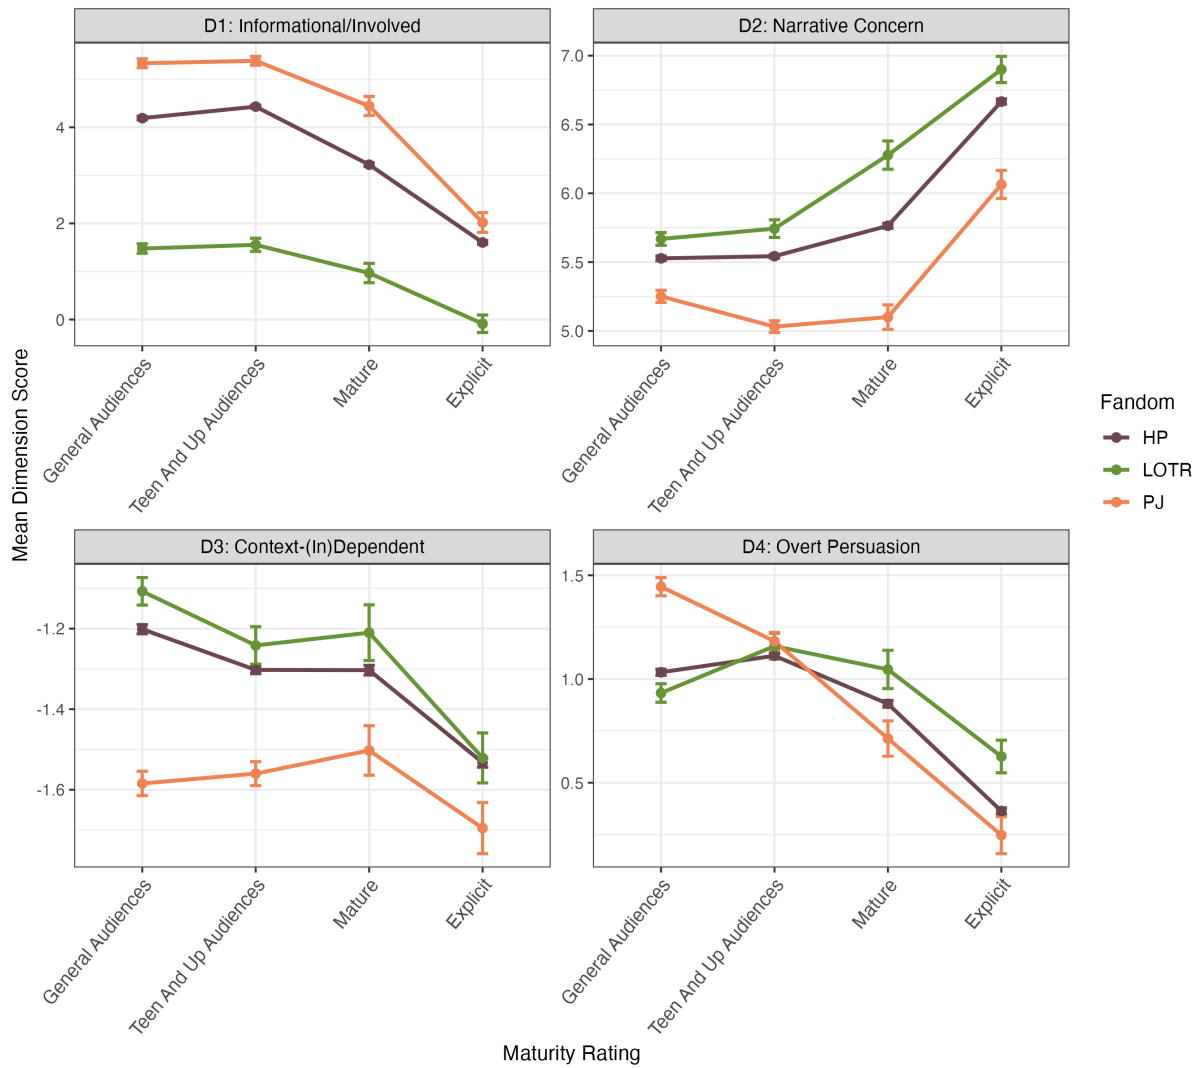 D1: Informational/Involved
D2: Narrative Concern
4
2
0
7.0
6.5
6.0
5.5
5.0
General Audiences
Teen And Up Audiences
Mature
Explicit
General Audiences
Teen And Up Audiences
Mature
Explicit
Mean Dimension Score
Fandom
HP
LOTR
PJ
D3: Context-(In)Dependent
D4: Overt Persuasion
-1.2
-1.4
-1.6
1.5
1.0
0.5
General Audiences
Teen And Up Audiences
Mature
Explicit
General Audiences
Teen And Up Audiences
Mature
Explicit
Maturity Rating